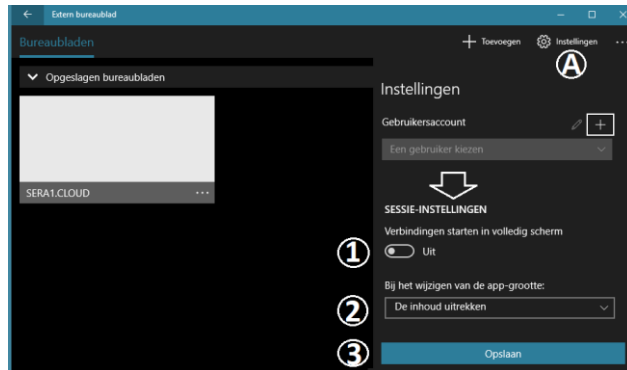 Extern bureaublad
Bureaubladen
Toevoegen
Instellingen
A
Opgeslagen bureaubladen
SERA1.CLOUD
Instellingen
Gebruikersaccount
Een gebruiker kiezen
SESSIE-INSTELLINGEN
Verbindingen starten in volledig scherm
1 Uit
Bij het wijzigen van de app-grootte:
2 De inhoud uitrekken
3 Opslaan